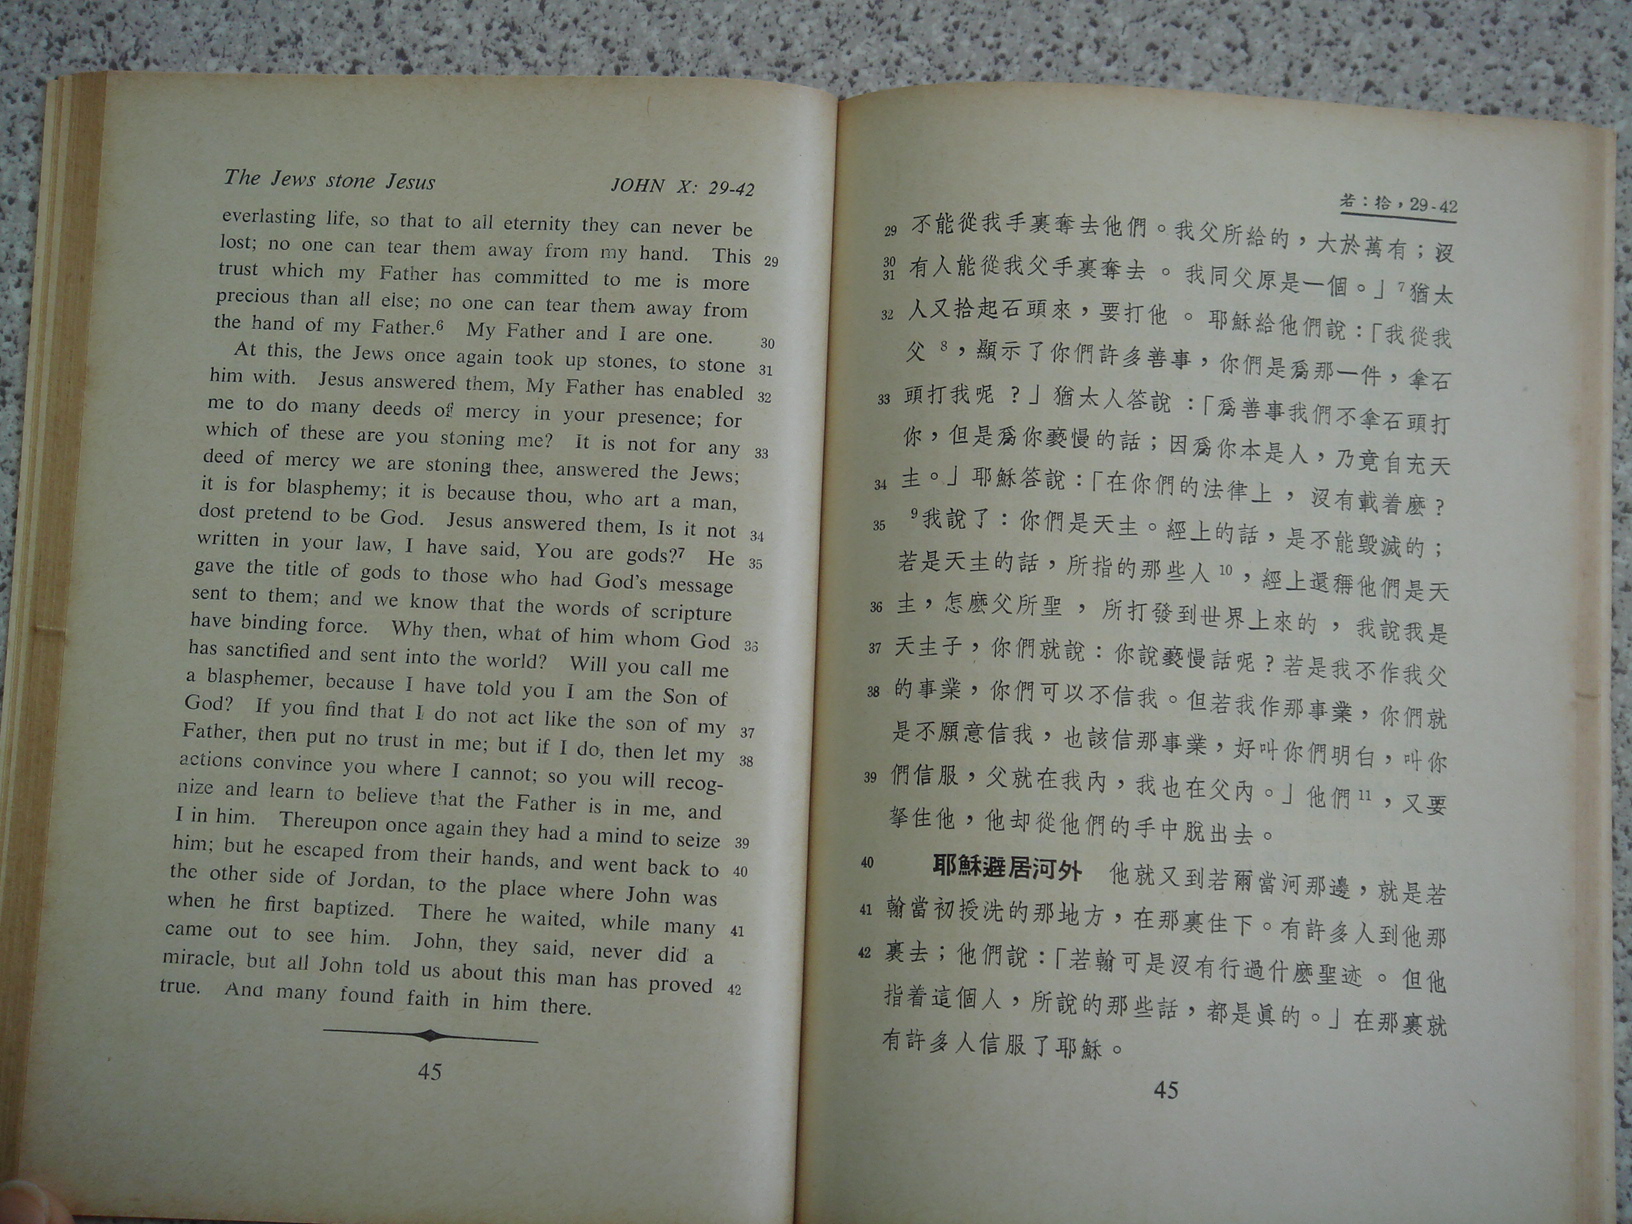 The Jews stone Jesus JOHN X: 29-42
everlasting life, so that to all eternity they can never be
lost; no one can tear them away from my hand. This 29
trust which my Father has committed to me is more
precious than all else; no one can tear them away from
the hand of my Father.⁶ My Father and I are one. 30
At this, the Jews once again took up stones, to stone 31
him with. Jesus answered them, My Father has enabled 32
me to do many deeds of mercy in your presence; for
which of these are you stoning me? It is not for any 33
deed of mercy we are stoning thee, answered the Jews;
it is for blasphemy; it is because thou, who art a man,
dost pretend to be God. Jesus answered them, Is it not 34
written in your law, I have said, You are gods?⁷ He 35
gave the title of gods to those who had God's message
sent to them; and we know that the words of scripture
have binding force. Why then, what of him whom God 36
has sanctified and sent into the world? Will you call me
a blasphemer, because I have told you I am the Son of
God? If you find that I do not act like the son of my 37
Father, then put no trust in me; but if I do, then let my 38
actions convince you where I cannot; so you will recog-
nize and learn to believe that the Father is in me, and
I in him. Thereupon once again they had a mind to seize 39
him; but he escaped from their hands, and went back to 40
the other side of Jordan, to the place where John was
when he first baptized. There he waited, while many 41
came out to see him. John, they said, never did a
miracle, but all John told us about this man has proved 42
true. And many found faith in him there.
45
若：拾，29-42
29 不能從我手裏奪去他們。我父所給的，大於萬有；沒
30 31 有人能從我父手裏奪去。我同父原是一個。」⁷猶太
32 人又拾起石頭來，要打他。耶穌給他們說：「我從我
父⁸，顯示了你們許多善事，你們是爲那一件，拿石
33 頭打我呢？」猶太人答說：「爲善事我們不拿石頭打
你，但是爲你褻慢的話；因爲你本是人，乃竟自充天
34 主。」耶穌答說：「在你們的法律上，沒有載着麼？
35 ⁹我說了：你們是天主。經上的話，是不能毀滅的；
若是天主的話，所指的那些人¹⁰，經上還稱他們是天
36 主，怎麼父所聖，所打發到世界上來的，我說我是
37 天主子，你們就說：你說褻慢話呢？若是我不作我父
38 的事業，你們可以不信我。但若我作那事業，你們就
是不願意信我，也該信那事業，好叫你們明白，叫你
39 們信服，父就在我內，我也在父內。」他們¹¹，又要
拏住他，他却從他們的手中脫出去。
40 耶穌避居河外 他就又到若爾當河那邊，就是若
41 翰當初授洗的那地方，在那裏住下。有許多人到他那
42 裏去；他們說：「若翰可是沒有行過什麼聖迹。但他
指着這個人，所說的那些話，都是眞的。」在那裏就
有許多人信服了耶穌。
45